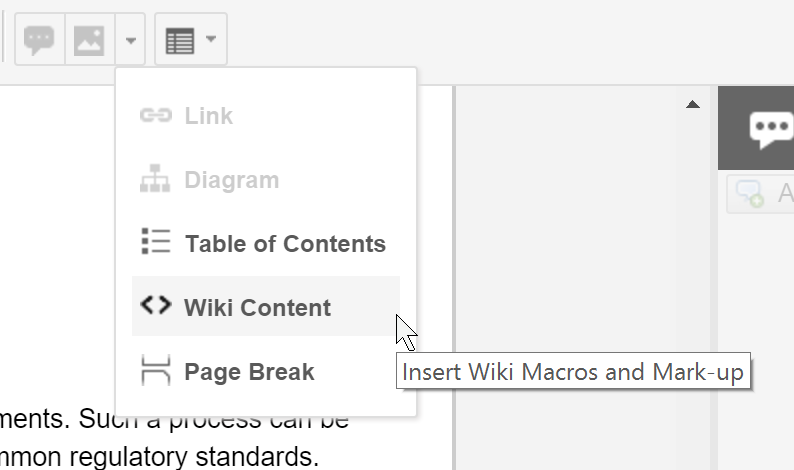 Link
Diagram
Table of Contents
Wiki Content
Page Break
Insert Wiki Macros and Mark-up
A
ments. Such a process can be
mmon regulatory standards.